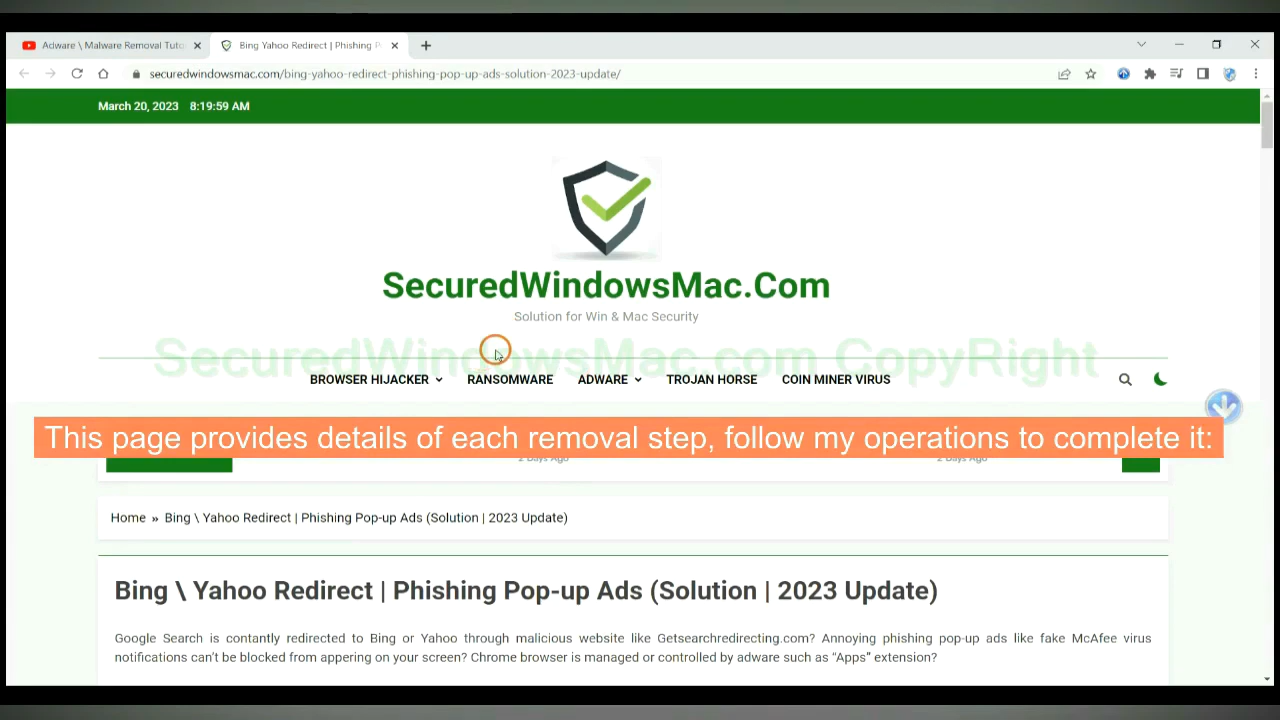 Adware \ Malware Removal Tuto
Bing Yahoo Redirect | Phishing P
securedwindowsmac.com/bing-yahoo-redirect-phishing-pop-up-ads-solution-2023-update/
March 20, 2023 8:19:59 AM
SecuredWindowsMac.Com
Solution for Win & Mac Security
SecuredWindowsMac.com CopyRight
BROWSER HIJACKER RANSOMWARE ADWARE TROJAN HORSE COIN MINER VIRUS
This page provides details of each removal step, follow my operations to complete it:
2 Days Ago 2 Days Ago
Home » Bing \ Yahoo Redirect | Phishing Pop-up Ads (Solution | 2023 Update)
Bing \ Yahoo Redirect | Phishing Pop-up Ads (Solution | 2023 Update)
Google Search is contantly redirected to Bing or Yahoo through malicious website like Getsearchredirecting.com? Annoying phishing pop-up ads like fake McAfee virus
notifications can't be blocked from appering on your screen? Chrome browser is managed or controlled by adware such as “Apps” extension?